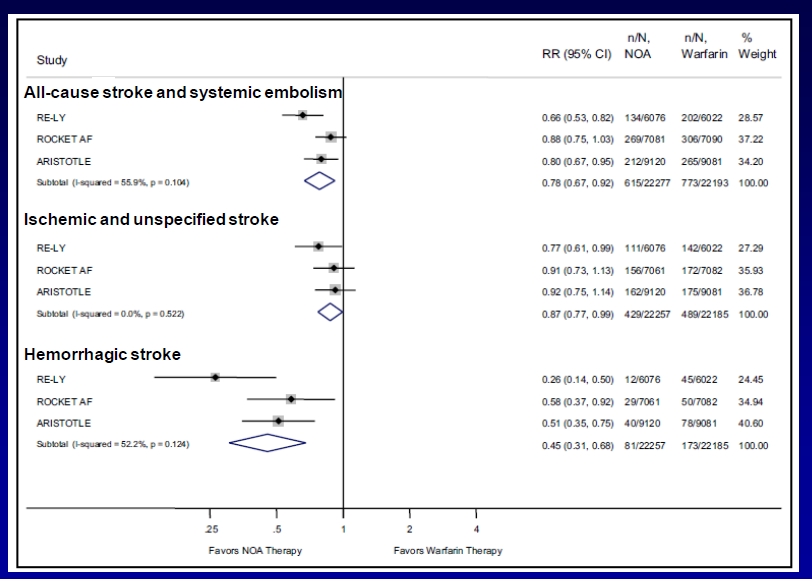 Study RR (95% CI) n/N, NOA n/N, Warfarin % Weight
All-cause stroke and systemic embolism
RE-LY 0.66 (0.53, 0.82) 134/6076 202/6022 28.57
ROCKET AF 0.88 (0.75, 1.03) 269/7081 306/7090 37.22
ARISTOTLE 0.80 (0.67, 0.95) 212/9120 265/9081 34.20
Subtotal (I-squared = 55.9%, p = 0.104) 0.78 (0.67, 0.92) 615/22277 773/22193 100.00
Ischemic and unspecified stroke
RE-LY 0.77 (0.61, 0.99) 111/6076 142/6022 27.29
ROCKET AF 0.91 (0.73, 1.13) 156/7061 172/7082 35.93
ARISTOTLE 0.92 (0.75, 1.14) 162/9120 175/9081 36.78
Subtotal (I-squared = 0.0%, p = 0.522) 0.87 (0.77, 0.99) 429/22257 489/22185 100.00
Hemorrhagic stroke
RE-LY 0.26 (0.14, 0.50) 12/6076 45/6022 24.45
ROCKET AF 0.58 (0.37, 0.92) 29/7061 50/7082 34.94
ARISTOTLE 0.51 (0.35, 0.75) 40/9120 78/9081 40.60
Subtotal (I-squared = 52.2%, p = 0.124) 0.45 (0.31, 0.68) 81/22257 173/22185 100.00
.25 .5 1 2 4
Favors NOA Therapy Favors Warfarin Therapy